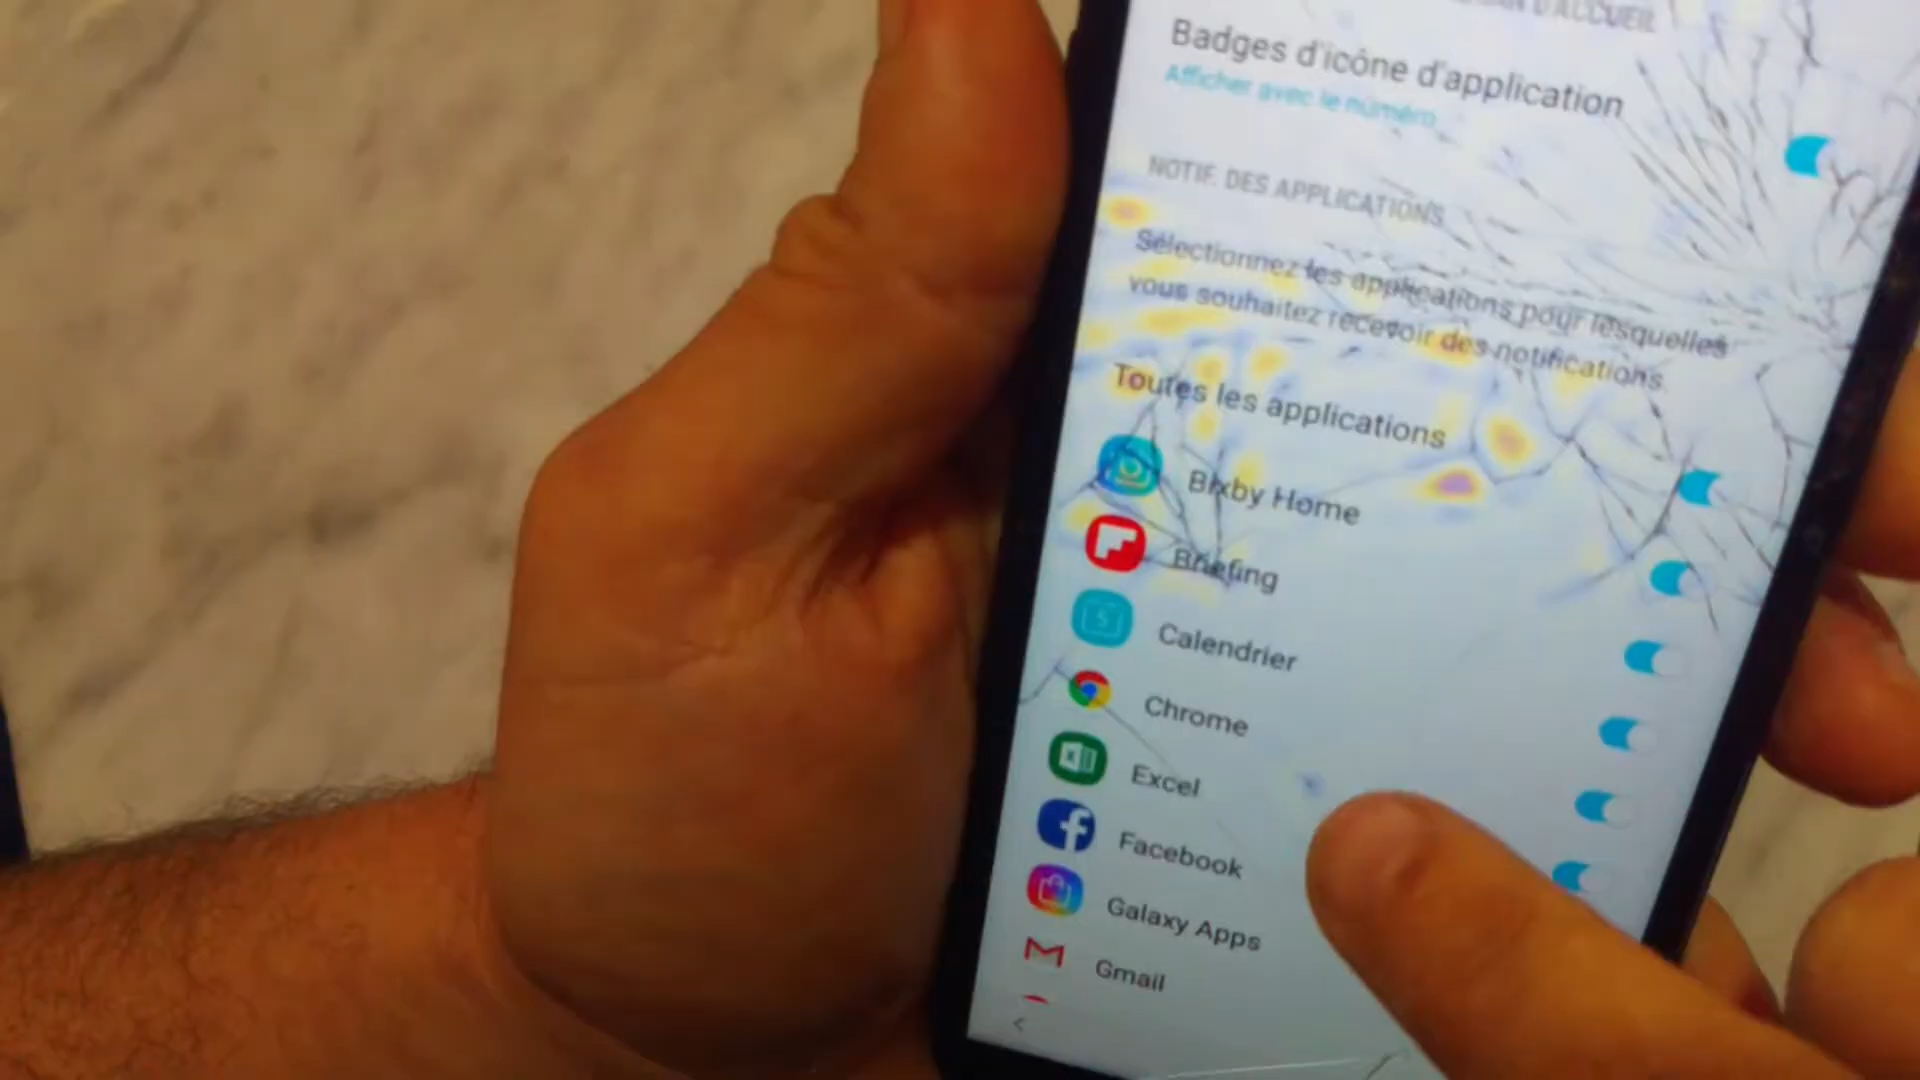 D'ACCUEIL
Badges d'icône d'application
Afficher avec le numéro
NOTIF. DES APPLICATIONS
Sélectionnez les applications pour lesquelles
vous souhaitez recevoir des notifications.
Toutes les applications
Bixby Home
Briefing
Calendrier
Chrome
Excel
Facebook
Galaxy Apps
Gmail